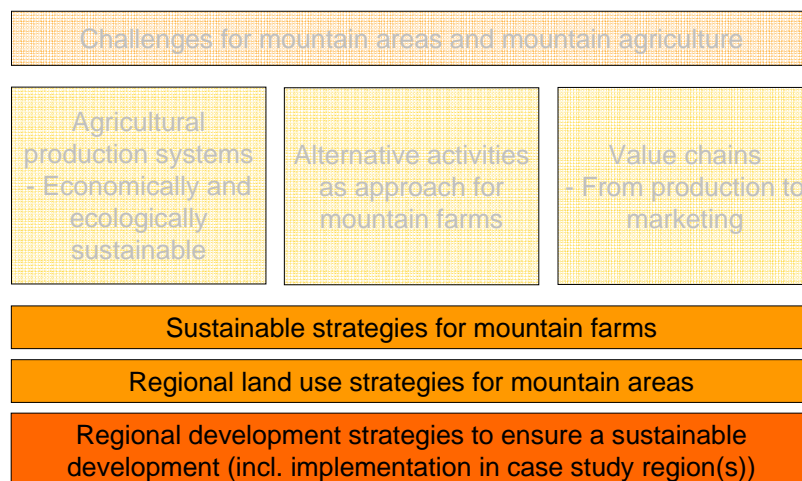 Challenges for mountain areas and mountain agriculture
Agricultural
production systems
- Economically and
ecologically
sustainable
Alternative activities
as approach for
mountain farms
Value chains
- From production to
marketing
Sustainable strategies for mountain farms
Regional land use strategies for mountain areas
Regional development strategies to ensure a sustainable
development (incl. implementation in case study region(s))